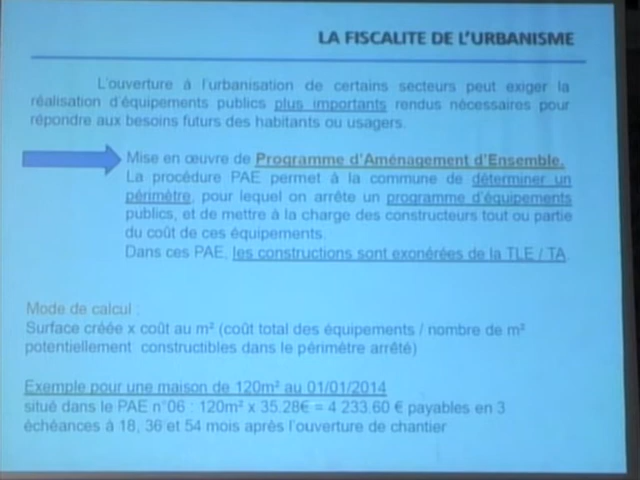 LA FISCALITE DE L'URBANISME
L'ouverture à l'urbanisation de certains secteurs peut exiger la
réalisation d'équipements publics plus importants rendus nécessaires pour
répondre aux besoins futurs des habitants ou usagers.
Mise en œuvre de Programme d'Aménagement d'Ensemble.
La procédure PAE permet à la commune de déterminer un
périmètre, pour lequel on arrête un programme d'équipements
publics, et de mettre à la charge des constructeurs tout ou partie
du coût de ces équipements.
Dans ces PAE, les constructions sont exonérées de la TLE / TA.
Mode de calcul :
Surface créée x coût au m² (coût total des équipements / nombre de m²
potentiellement constructibles dans le périmètre arrêté)
Exemple pour une maison de 120m² au 01/01/2014
situé dans le PAE n°06 : 120m² x 35.28€ = 4 233.60 € payables en 3
échéances à 18, 36 et 54 mois après l'ouverture de chantier